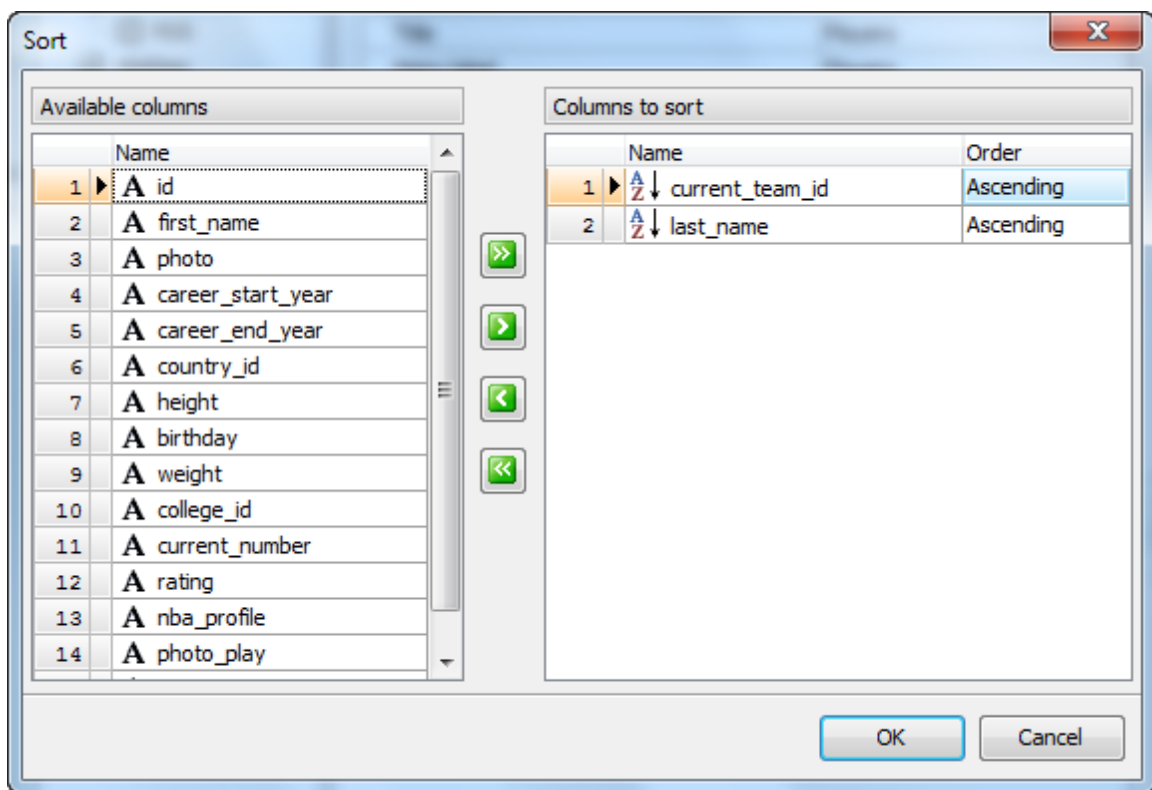 Sort
Available columns
Name
1 A id
2 A first_name
3 A photo
4 A career_start_year
5 A career_end_year
6 A country_id
7 A height
8 A birthday
9 A weight
10 A college_id
11 A current_number
12 A rating
13 A nba_profile
14 A photo_play
Columns to sort
Name Order
1 AZ current_team_id Ascending
2 AZ last_name Ascending
OK Cancel